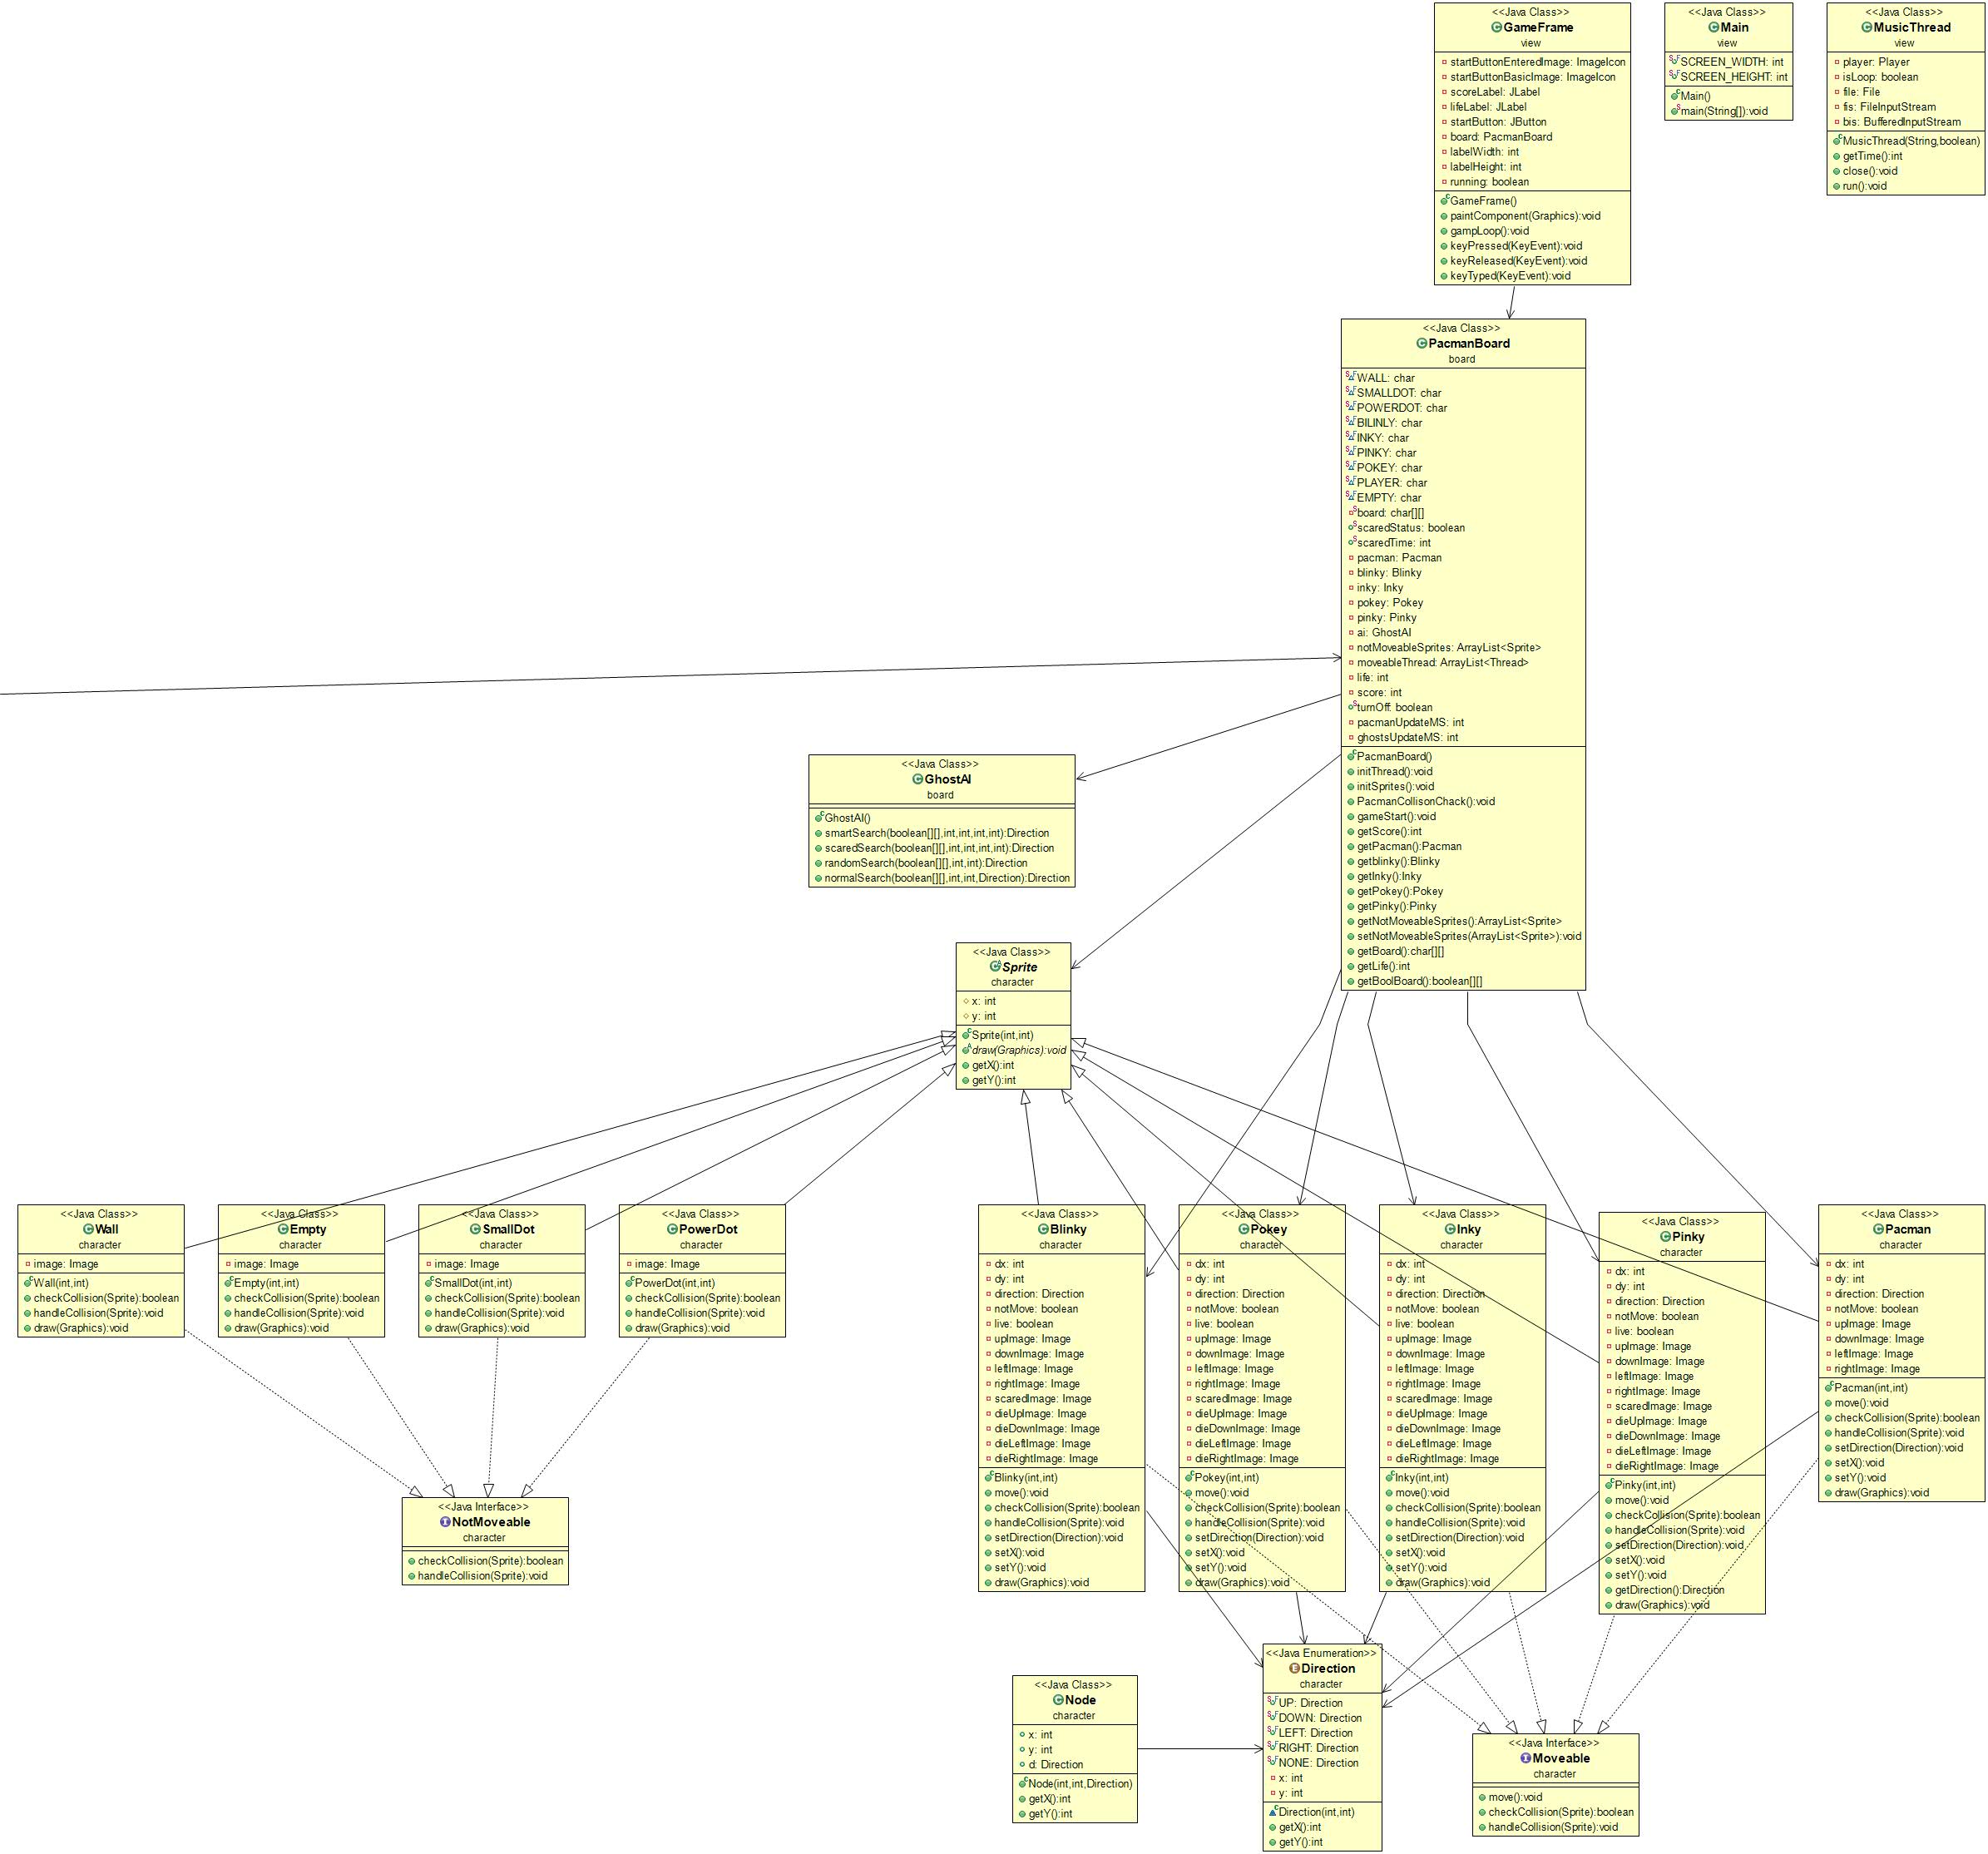 <<Java Class>>
GameFrame
view
startButtonEnteredImage: ImageIcon
startButtonBasicImage: ImageIcon
scoreLabel: JLabel
lifeLabel: JLabel
startButton: JButton
board: PacmanBoard
labelWidth: int
labelHeight: int
running: boolean
GameFrame()
paintComponent(Graphics):void
gampLoop():void
keyPressed(KeyEvent):void
keyReleased(KeyEvent):void
keyTyped(KeyEvent):void
<<Java Class>>
Main
view
SCREEN_WIDTH: int
SCREEN_HEIGHT: int
Main()
main(String[]):void
<<Java Class>>
MusicThread
view
player: Player
isLoop: boolean
file: File
fis: FileInputStream
bis: BufferedInputStream
MusicThread(String,boolean)
getTime():int
close():void
run():void
<<Java Class>>
PacmanBoard
board
WALL: char
SMALLDOT: char
POWERDOT: char
BILINLY: char
INKY: char
PINKY: char
POKEY: char
PLAYER: char
EMPTY: char
board: char[][]
scaredStatus: boolean
scaredTime: int
pacman: Pacman
blinky: Blinky
inky: Inky
pokey: Pokey
pinky: Pinky
ai: GhostAI
notMoveableSprites: ArrayList<Sprite>
moveableThread: ArrayList<Thread>
life: int
score: int
turnOff: boolean
pacmanUpdateMS: int
ghostsUpdateMS: int
PacmanBoard()
initThread():void
initSprites():void
PacmanCollisonChack():void
gameStart():void
getScore():int
getPacman():Pacman
getblinky():Blinky
getInky():Inky
getPokey():Pokey
getPinky():Pinky
getNotMoveableSprites():ArrayList<Sprite>
setNotMoveableSprites(ArrayList<Sprite>):void
getBoard():char[][]
getLife():int
getBoolBoard():boolean[][]
<<Java Class>>
GhostAI
board
GhostAI()
smartSearch(boolean[][],int,int,int,int):Direction
scaredSearch(boolean[][],int,int,int,int):Direction
randomSearch(boolean[][],int,int):Direction
normalSearch(boolean[][],int,int,Direction):Direction
<<Java Class>>
Sprite
character
x: int
y: int
Sprite(int,int)
draw(Graphics):void
getX():int
getY():int
<<Java Class>>
Wall
character
image: Image
Wall(int,int)
checkCollision(Sprite):boolean
handleCollision(Sprite):void
draw(Graphics):void
<<Java Class>>
Empty
character
image: Image
Empty(int,int)
checkCollision(Sprite):boolean
handleCollision(Sprite):void
draw(Graphics):void
<<Java Class>>
SmallDot
character
image: Image
SmallDot(int,int)
checkCollision(Sprite):boolean
handleCollision(Sprite):void
draw(Graphics):void
<<Java Class>>
PowerDot
character
image: Image
PowerDot(int,int)
checkCollision(Sprite):boolean
handleCollision(Sprite):void
draw(Graphics):void
<<Java Class>>
Blinky
character
dx: int
dy: int
direction: Direction
notMove: boolean
live: boolean
upImage: Image
downImage: Image
leftImage: Image
rightImage: Image
scaredImage: Image
dieUpImage: Image
dieDownImage: Image
dieLeftImage: Image
dieRightImage: Image
Blinky(int,int)
move():void
checkCollision(Sprite):boolean
handleCollision(Sprite):void
setDirection(Direction):void
setX():void
setY():void
draw(Graphics):void
<<Java Class>>
Pokey
character
dx: int
dy: int
direction: Direction
notMove: boolean
live: boolean
upImage: Image
downImage: Image
leftImage: Image
rightImage: Image
scaredImage: Image
dieUpImage: Image
dieDownImage: Image
dieLeftImage: Image
dieRightImage: Image
Pokey(int,int)
move():void
checkCollision(Sprite):boolean
handleCollision(Sprite):void
setDirection(Direction):void
setX():void
setY():void
draw(Graphics):void
<<Java Class>>
Inky
character
dx: int
dy: int
direction: Direction
notMove: boolean
live: boolean
upImage: Image
downImage: Image
leftImage: Image
rightImage: Image
scaredImage: Image
dieUpImage: Image
dieDownImage: Image
dieLeftImage: Image
dieRightImage: Image
Inky(int,int)
move():void
checkCollision(Sprite):boolean
handleCollision(Sprite):void
setDirection(Direction):void
setX():void
setY():void
draw(Graphics):void
<<Java Class>>
Pinky
character
dx: int
dy: int
direction: Direction
notMove: boolean
live: boolean
upImage: Image
downImage: Image
leftImage: Image
rightImage: Image
scaredImage: Image
dieUpImage: Image
dieDownImage: Image
dieLeftImage: Image
dieRightImage: Image
Pinky(int,int)
move():void
checkCollision(Sprite):boolean
handleCollision(Sprite):void
setDirection(Direction):void
setX():void
setY():void
getDirection():Direction
draw(Graphics):void
<<Java Class>>
Pacman
character
dx: int
dy: int
direction: Direction
notMove: boolean
upImage: Image
downImage: Image
leftImage: Image
rightImage: Image
Pacman(int,int)
move():void
checkCollision(Sprite):boolean
handleCollision(Sprite):void
setDirection(Direction):void
setX():void
setY():void
draw(Graphics):void
<<Java Interface>>
NotMoveable
character
checkCollision(Sprite):boolean
handleCollision(Sprite):void
<<Java Class>>
Node
character
x: int
y: int
d: Direction
Node(int,int,Direction)
getX():int
getY():int
<<Java Enumeration>>
Direction
character
UP: Direction
DOWN: Direction
LEFT: Direction
RIGHT: Direction
NONE: Direction
x: int
y: int
Direction(int,int)
getX():int
getY():int
<<Java Interface>>
Moveable
character
move():void
checkCollision(Sprite):boolean
handleCollision(Sprite):void